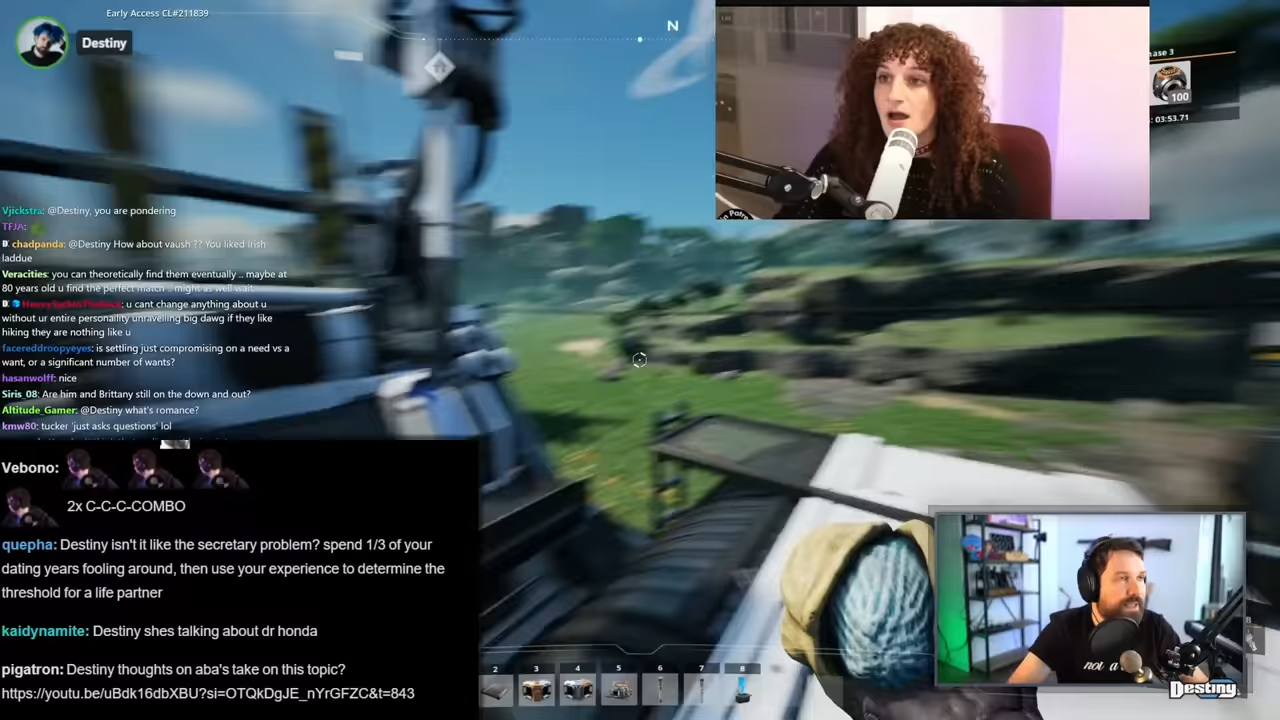 Early Access CL#211839
Destiny
N
hase 3
100
: 03:53.71
Vjickstra: @Destiny, you are pondering
TFJA:
chadpanda: @Destiny How about vaush ?? You liked Irish
laddue
Veracities: you can theoretically find them eventually .. maybe at
80 years old u find the perfect match .. might as well wait
: u cant change anything about u
without ur entire personality unravelling big dawg if they like
hiking they are nothing like u
facereddroopyeyes: is settling just compromising on a need vs a
want, or a significant number of wants?
hasanwolff: nice
Siris_08: Are him and Brittany still on the down and out?
Altitude_Gamer: @Destiny what's romance?
kmw80: tucker 'just asks questions' lol
Vebono:
2x C-C-C-COMBO
quepha: Destiny isn't it like the secretary problem? spend 1/3 of your
dating years fooling around, then use your experience to determine the
threshold for a life partner
kaidynamite: Destiny shes talking about dr honda
pigatron: Destiny thoughts on aba's take on this topic?
https://youtu.be/uBdk16dbXBU?si=OTQkDgJE_nYrGFZC&t=843
2 3 4 5 6 7 8
not a
Destiny